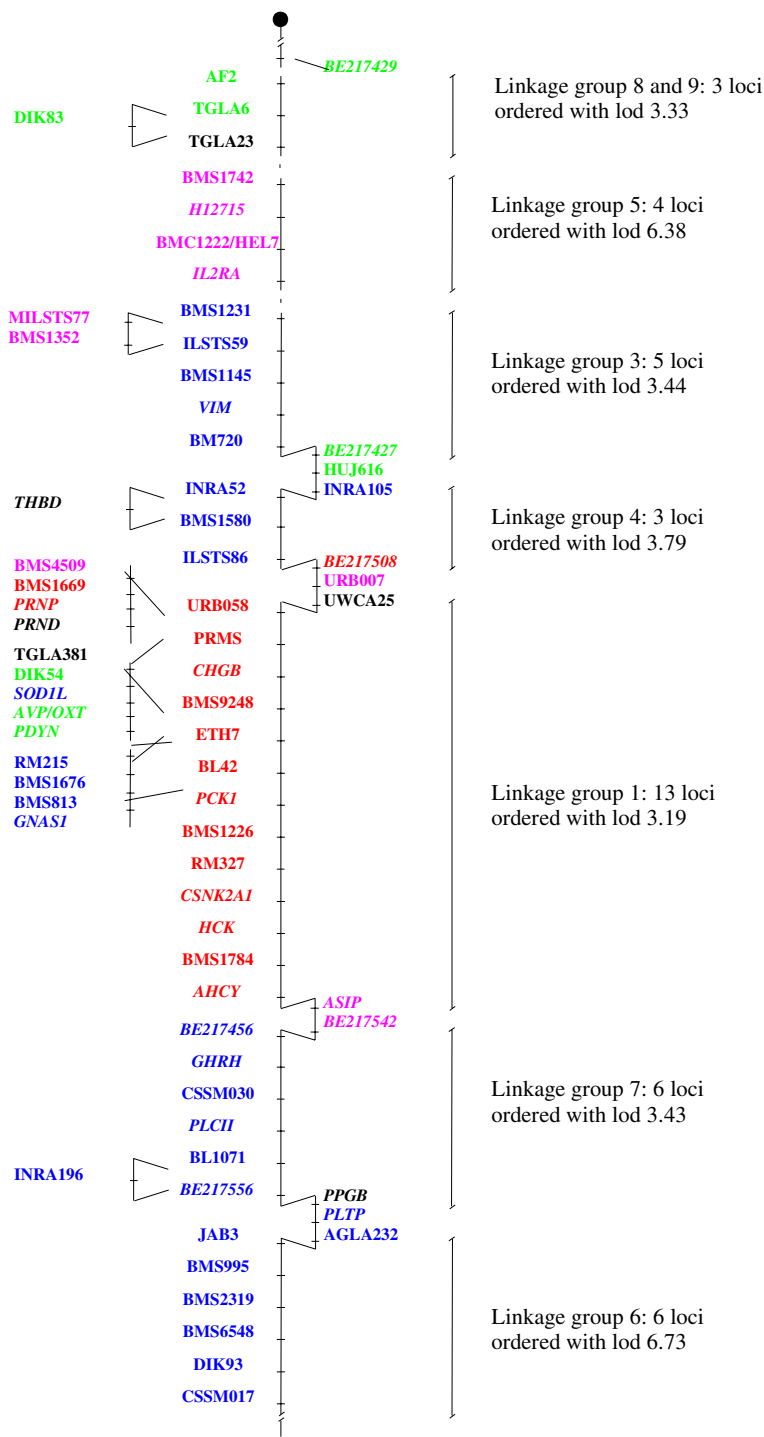 BE217429
AF2
DIK83
TGLA6
TGLA23
Linkage group 8 and 9: 3 loci
ordered with lod 3.33
BMS1742
H12715
BMC1222/HEL7
IL2RA
Linkage group 5: 4 loci
ordered with lod 6.38
MILSTS77
BMS1352
BMS1231
ILSTS59
BMS1145
VIM
BM720
Linkage group 3: 5 loci
ordered with lod 3.44
BE217427
HUJ616
INRA105
THBD
INRA52
BMS1580
ILSTS86
Linkage group 4: 3 loci
ordered with lod 3.79
BE217508
URB007
UWCA25
BMS4509
BMS1669
PRNP
PRND
TGLA381
DIK54
SOD1L
AVP/OXT
PDYN
RM215
BMS1676
BMS813
GNAS1
URB058
PRMS
CHGB
BMS9248
ETH7
BL42
PCK1
BMS1226
RM327
CSNK2A1
HCK
BMS1784
AHCY
Linkage group 1: 13 loci
ordered with lod 3.19
ASIP
BE217542
BE217456
GHRH
CSSM030
PLCII
BL1071
BE217556
INRA196
Linkage group 7: 6 loci
ordered with lod 3.43
PPGB
PLTP
AGLA232
JAB3
BMS995
BMS2319
BMS6548
DIK93
CSSM017
Linkage group 6: 6 loci
ordered with lod 6.73